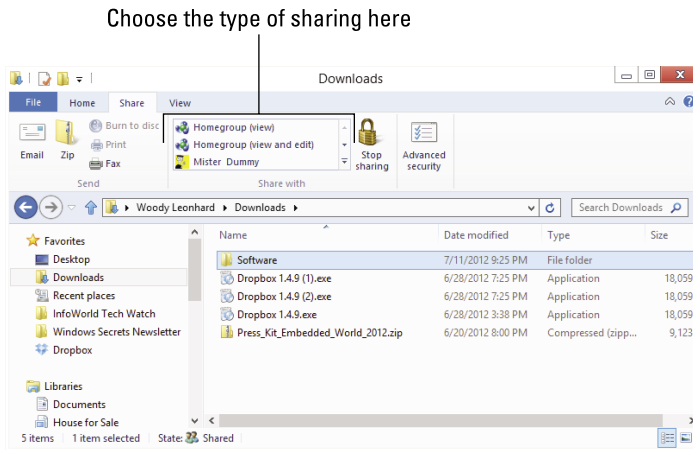 Choose the type of sharing here
Downloads
File Home Share View
Email
Zip
Burn to disc
Print
Fax
Send
Homegroup (view)
Homegroup (view and edit)
Mister Dummy
Share with
Stop
sharing
Advanced
security
Woody Leonhard Downloads
Search Downloads
Favorites
Desktop
Downloads
Recent places
InfoWorld Tech Watch
Windows Secrets Newsletter
Dropbox
Libraries
Documents
House for Sale
Name Date modified Type Size
Software 7/11/2012 9:25 PM File folder
Dropbox 1.4.9 (1).exe 6/28/2012 7:25 PM Application 18,059
Dropbox 1.4.9 (2).exe 6/28/2012 7:25 PM Application 18,059
Dropbox 1.4.9.exe 6/28/2012 3:38 PM Application 18,059
Press_Kit_Embedded_World_2012.zip 6/20/2012 8:00 PM Compressed (zipp... 9,123
5 items 1 item selected State: Shared